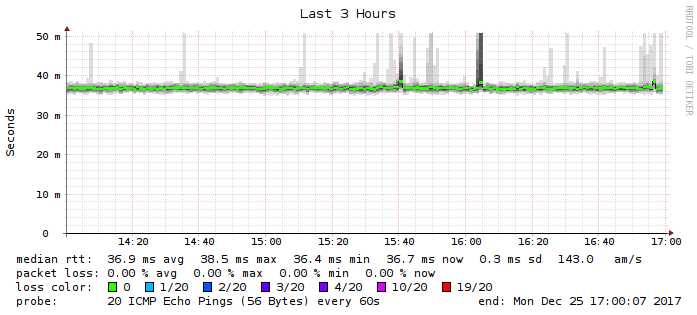 Last 3 Hours
RRDTOOL / TOBI OETIKER
Seconds
50 m
40 m
30 m
20 m
10 m
0
14:20 14:40 15:00 15:20 15:40 16:00 16:20 16:40 17:00
median rtt: 36.9 ms avg 38.5 ms max 36.4 ms min 36.7 ms now 0.3 ms sd 143.0 am/s
packet loss: 0.00 % avg 0.00 % max 0.00 % min 0.00 % now
loss color: 0 1/20 2/20 3/20 4/20 10/20 19/20
probe: 20 ICMP Echo Pings (56 Bytes) every 60s end: Mon Dec 25 17:00:07 2017